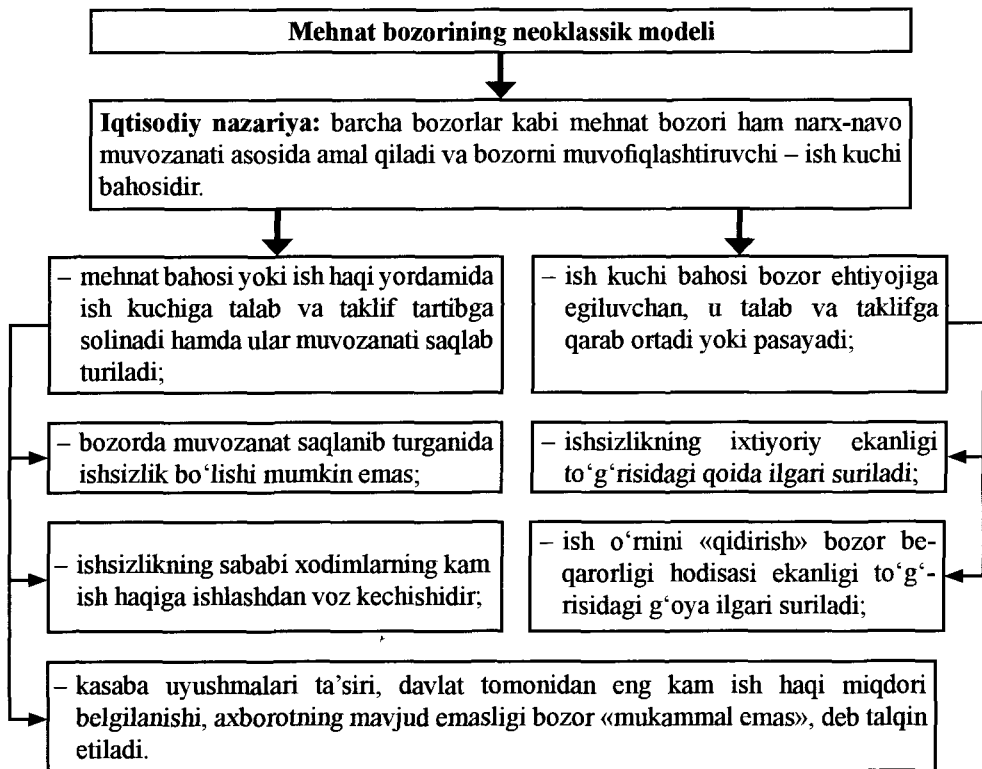 Mehnat bozorining neoklassik modeli
Iqtisodiy nazariya: barcha bozorlar kabi mehnat bozori ham narx-navo
muvozanati asosida amal qiladi va bozorni muvofiqlashtiruvchi – ish kuchi
bahosidir.
– mehnat bahosi yoki ish haqi yordamida
ish kuchiga talab va taklif tartibga
solinadi hamda ular muvozanati saqlab
turiladi;
– ish kuchi bahosi bozor ehtiyojiga
egiluvchan, u talab va taklifga
qarab ortadi yoki pasayadi;
– bozorda muvozanat saqlanib turganida
ishsizlik bo‘lishi mumkin emas;
– ishsizlikning ixtiyoriy ekanligi
to‘g‘risidagi qoida ilgari suriladi;
– ishsizlikning sababi xodimlarning kam
ish haqiga ishlashdan voz kechishidir;
– ish o‘rnini «qidirish» bozor be-
qarorligi hodisasi ekanligi to‘g‘-
risidagi g‘oya ilgari suriladi;
– kasaba uyushmalari ta’siri, davlat tomonidan eng kam ish haqi miqdori
belgilanishi, axborotning mavjud emasligi bozor «mukammal emas», deb talqin
etiladi.